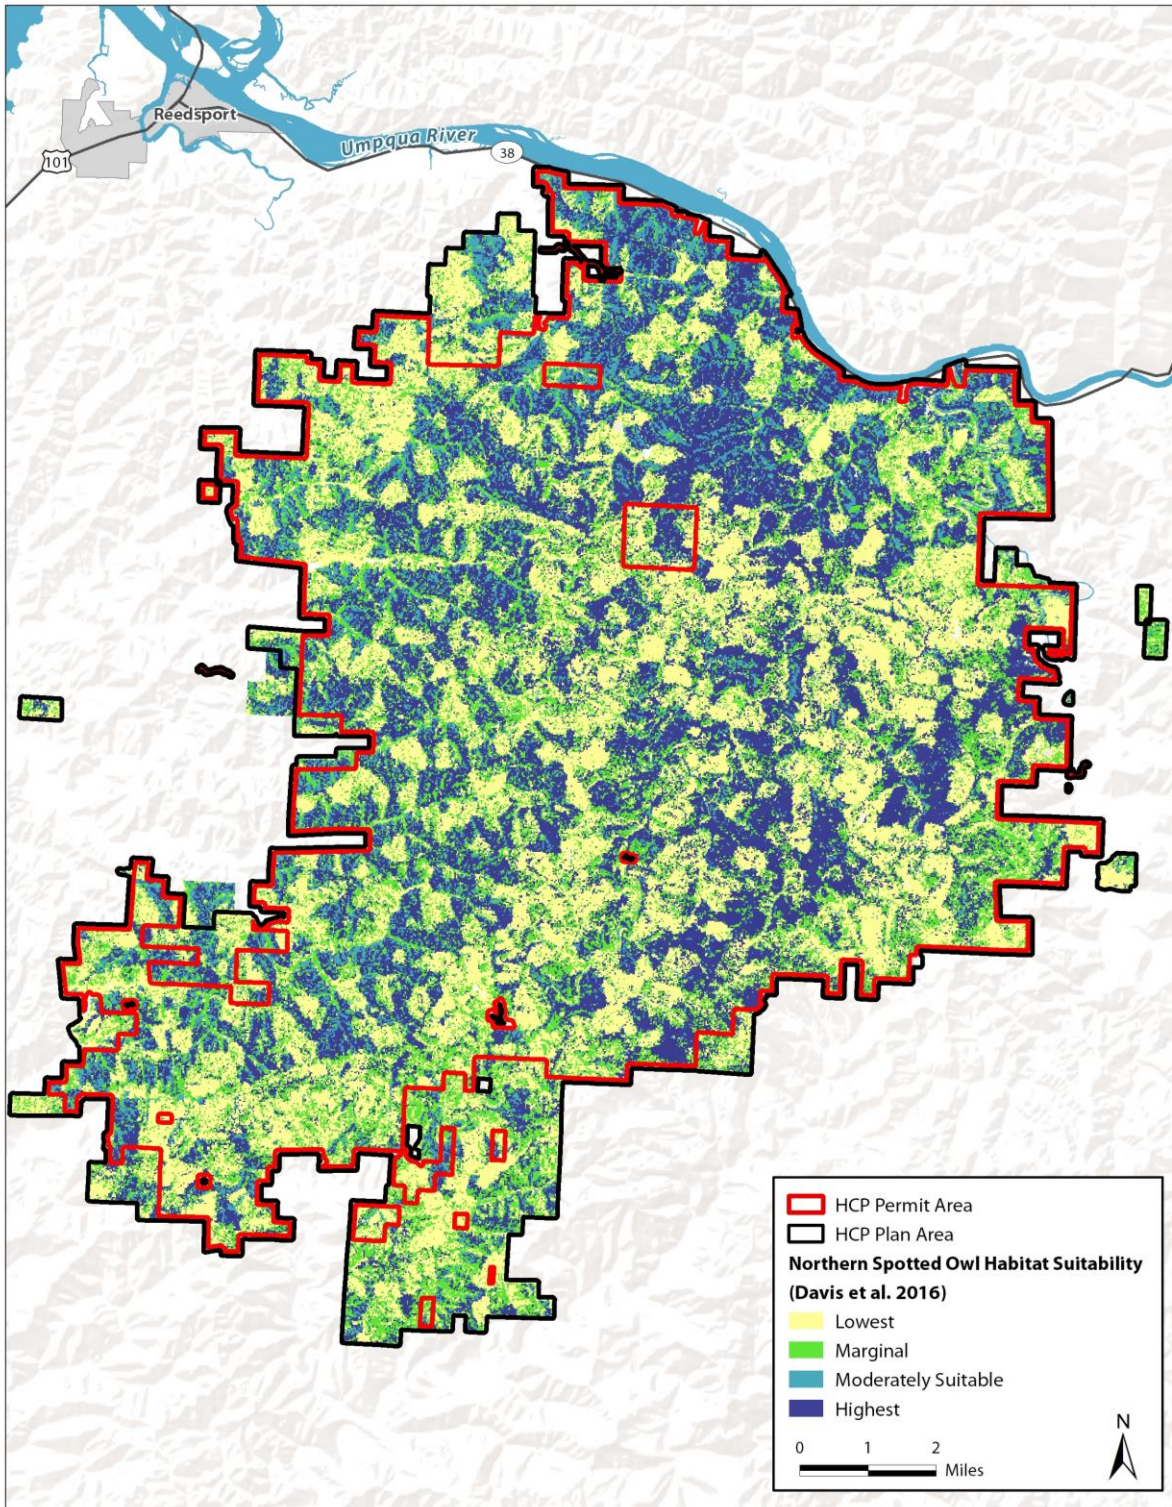 Reedsport
Umpqua River
101
38
HCP Permit Area
HCP Plan Area
Northern Spotted Owl Habitat Suitability
(Davis et al. 2016)
Lowest
Marginal
Moderately Suitable
Highest
N
0 1 2
Miles